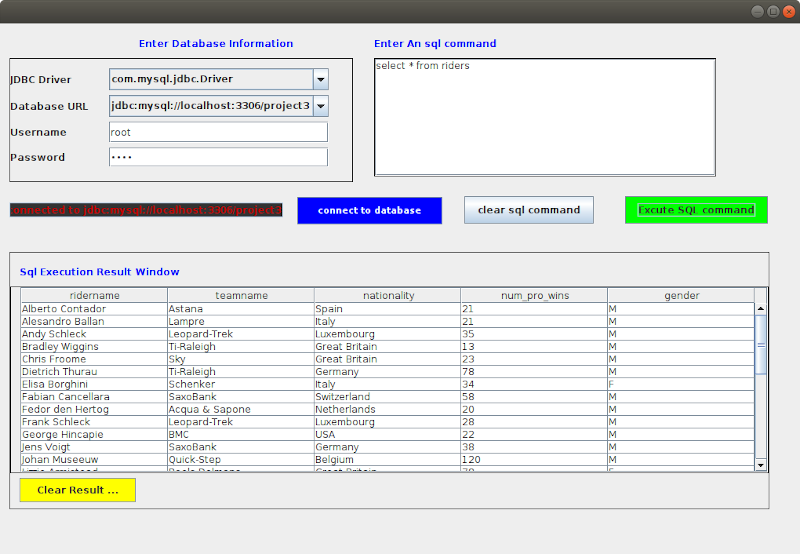 Enter Database Information
Enter An sql command
JDBC Driver com.mysql.jdbc.Driver
Database URL jdbc:mysql://localhost:3306/project3
Username root
Password ••••
select * from riders
onnected to jdbc:mysql://localhost:3306/project3
connect to database
clear sql command
Excute SQL command
Sql Execution Result Window
ridername teamname nationality num_pro_wins gender
Alberto Contador Astana Spain 21 M
Alesandro Ballan Lampre Italy 21 M
Andy Schleck Leopard-Trek Luxembourg 35 M
Bradley Wiggins Ti-Raleigh Great Britain 13 M
Chris Froome Sky Great Britain 23 M
Dietrich Thurau Ti-Raleigh Germany 78 M
Elisa Borghini Schenker Italy 34 F
Fabian Cancellara SaxoBank Switzerland 58 M
Fedor den Hertog Acqua & Sapone Netherlands 20 M
Frank Schleck Leopard-Trek Luxembourg 28 M
George Hincapie BMC USA 22 M
Jens Voigt SaxoBank Germany 38 M
Johan Museeuw Quick-Step Belgium 120 M
Great Britain
Clear Result ...